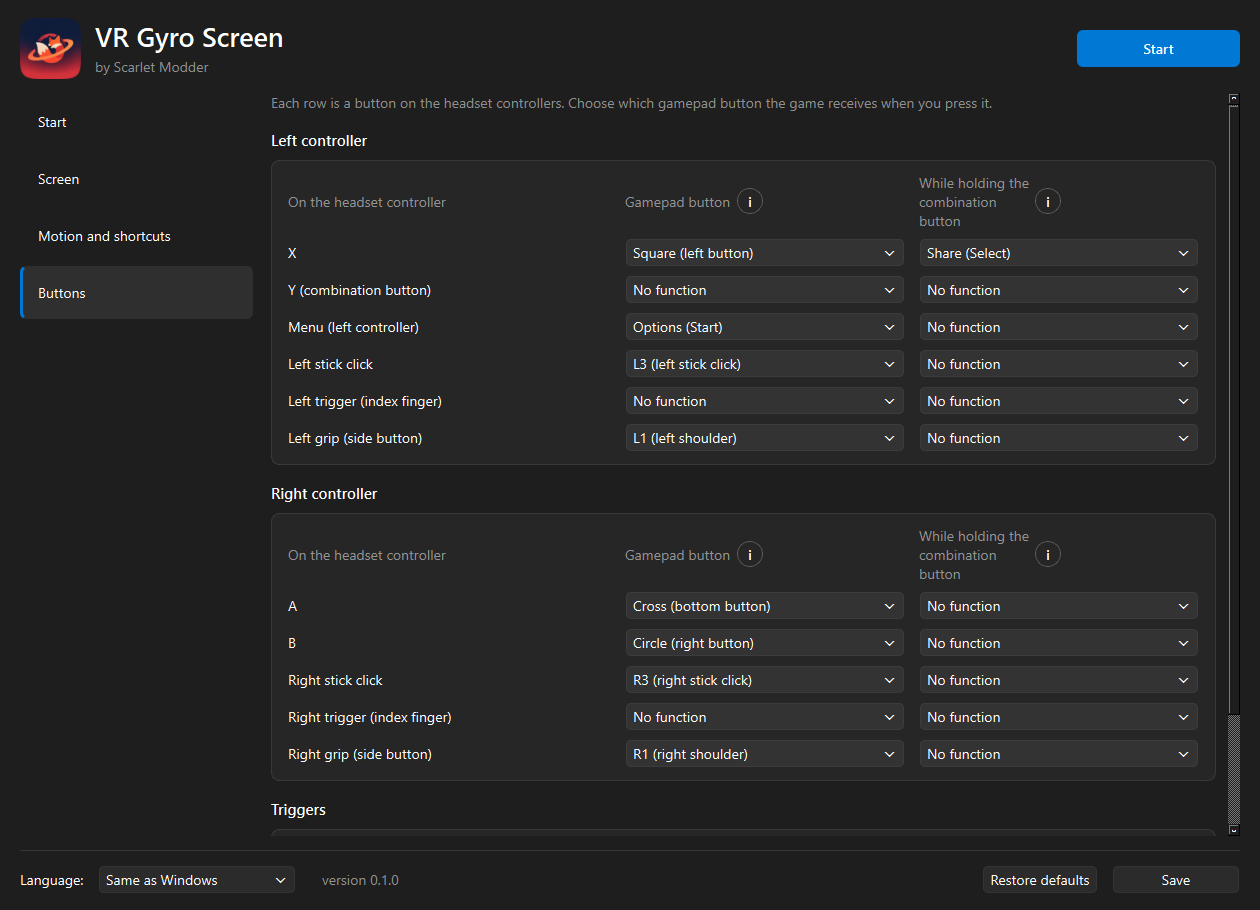 VR Gyro Screen
by Scarlet Modder
Start
Start
Screen
Motion and shortcuts
Buttons
Each row is a button on the headset controllers. Choose which gamepad button the game receives when you press it.
Left controller
On the headset controller
Gamepad button i
While holding the
combination
button i
X Square (left button) Share (Select)
Y (combination button) No function No function
Menu (left controller) Options (Start) No function
Left stick click L3 (left stick click) No function
Left trigger (index finger) No function No function
Left grip (side button) L1 (left shoulder) No function
Right controller
On the headset controller
Gamepad button i
While holding the
combination
button i
A Cross (bottom button) No function
B Circle (right button) No function
Right stick click R3 (right stick click) No function
Right trigger (index finger) No function No function
Right grip (side button) R1 (right shoulder) No function
Triggers
Language: Same as Windows version 0.1.0 Restore defaults Save